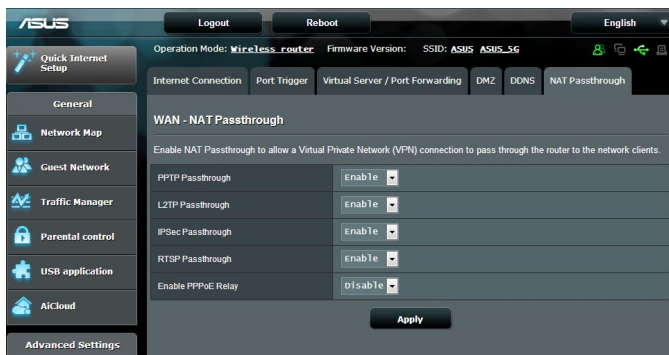 ASUS
Logout
Reboot
English
Quick Internet Setup
Operation Mode: Wireless router Firmware Version: SSID: ASUS ASUS_5G
Internet Connection
Port Trigger
Virtual Server / Port Forwarding
DMZ
DDNS
NAT Passthrough
General
Network Map
Guest Network
Traffic Manager
Parental control
USB application
AiCloud
Advanced Settings
WAN - NAT Passthrough
Enable NAT Passthrough to allow a Virtual Private Network (VPN) connection to pass through the router to the network clients.
PPTP Passthrough Enable
L2TP Passthrough Enable
IPSec Passthrough Enable
RTSP Passthrough Enable
Enable PPPoE Relay Disable
Apply